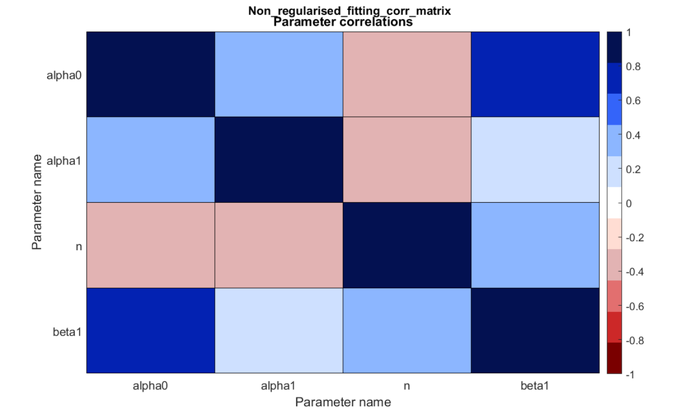 Non_regularised_fitting_corr_matrix
Parameter correlations
alpha0
alpha1
n
beta1
Parameter name
alpha0 alpha1 n beta1
Parameter name
1
0.8
0.6
0.4
0.2
0
-0.2
-0.4
-0.6
-0.8
-1